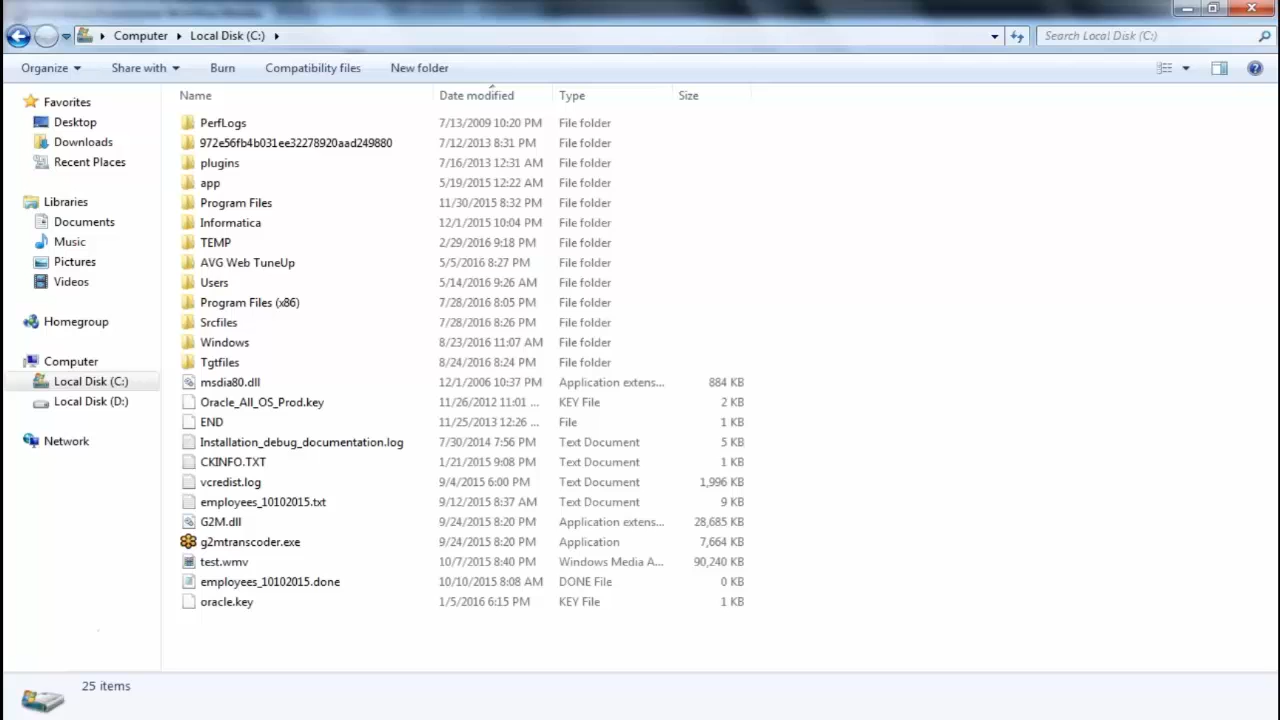 Computer Local Disk (C:) Search Local Disk (C:)
Organize Share with Burn Compatibility files New folder
Name Date modified Type Size
Favorites
Desktop
Downloads
Recent Places
Libraries
Documents
Music
Pictures
Videos
Homegroup
Computer
Local Disk (C:)
Local Disk (D:)
Network
PerfLogs 7/13/2009 10:20 PM File folder
972e56fb4b031ee32278920aad249880 7/12/2013 8:31 PM File folder
plugins 7/16/2013 12:31 AM File folder
app 5/19/2015 12:22 AM File folder
Program Files 11/30/2015 8:32 PM File folder
Informatica 12/1/2015 10:04 PM File folder
TEMP 2/29/2016 9:18 PM File folder
AVG Web TuneUp 5/5/2016 8:27 PM File folder
Users 5/14/2016 9:26 AM File folder
Program Files (x86) 7/28/2016 8:05 PM File folder
Srcfiles 7/28/2016 8:26 PM File folder
Windows 8/23/2016 11:07 AM File folder
Tgtfiles 8/24/2016 8:24 PM File folder
msdia80.dll 12/1/2006 10:37 PM Application extens... 884 KB
Oracle_All_OS_Prod.key 11/26/2012 11:01 ... KEY File 2 KB
END 11/25/2013 12:26 ... File 1 KB
Installation_debug_documentation.log 7/30/2014 7:56 PM Text Document 5 KB
CKINFO.TXT 1/21/2015 9:08 PM Text Document 1 KB
vcredist.log 9/4/2015 6:00 PM Text Document 1,996 KB
employees_10102015.txt 9/12/2015 8:37 AM Text Document 9 KB
G2M.dll 9/24/2015 8:20 PM Application extens... 28,685 KB
g2mtranscoder.exe 9/24/2015 8:20 PM Application 7,664 KB
test.wmv 10/7/2015 8:40 PM Windows Media A... 90,240 KB
employees_10102015.done 10/10/2015 8:08 AM DONE File 0 KB
oracle.key 1/5/2016 6:15 PM KEY File 1 KB
25 items